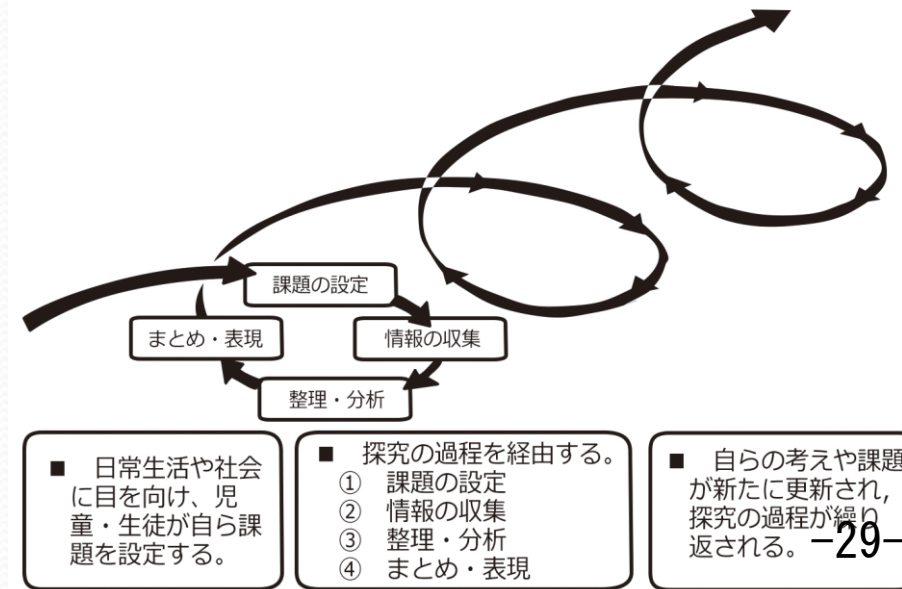 課題の設定
まとめ・表現
情報の収集
整理・分析
■ 日常生活や社会
に目を向け、児
童・生徒が自ら課
題を設定する。
■ 探究の過程を経由する。
① 課題の設定
② 情報の収集
③ 整理・分析
④ まとめ・表現
■ 自らの考えや課題
が新たに更新され，
探究の過程が繰り
返される。
-29-